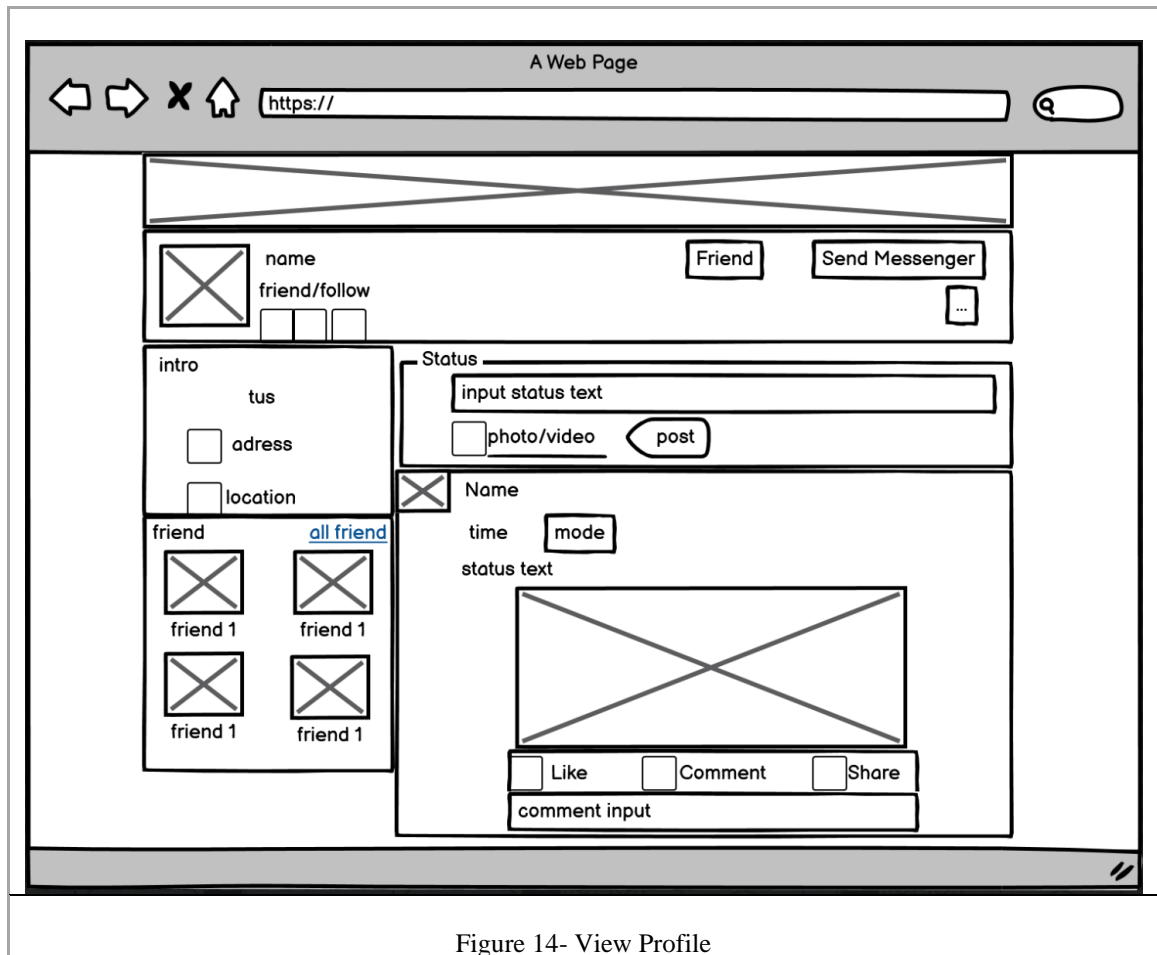 A Web Page
https://
name
Friend
Send Messenger
friend/follow
...
intro
tus
adress
location
friend
all friend
friend 1
friend 1
friend 1
friend 1
Status
input status text
photo/video
post
Name
time
mode
status text
Like
Comment
Share
comment input
Figure 14- View Profile